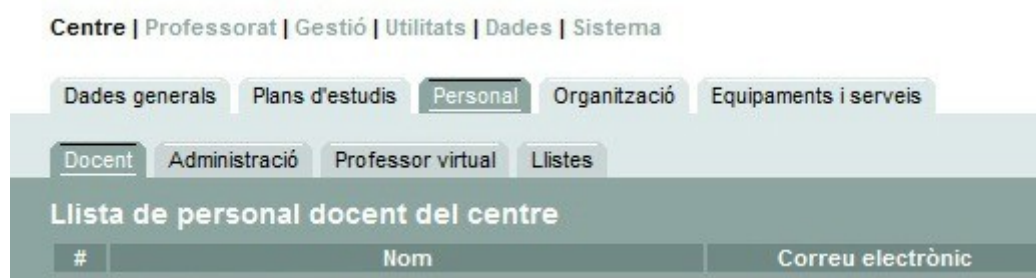 Centre | Professorat | Gestió | Utilitats | Dades | Sistema
Dades generals Plans d'estudis Personal Organització Equipaments i serveis
Docent Administració Professor virtual Llistes
Llista de personal docent del centre
# Nom Correu electrònic